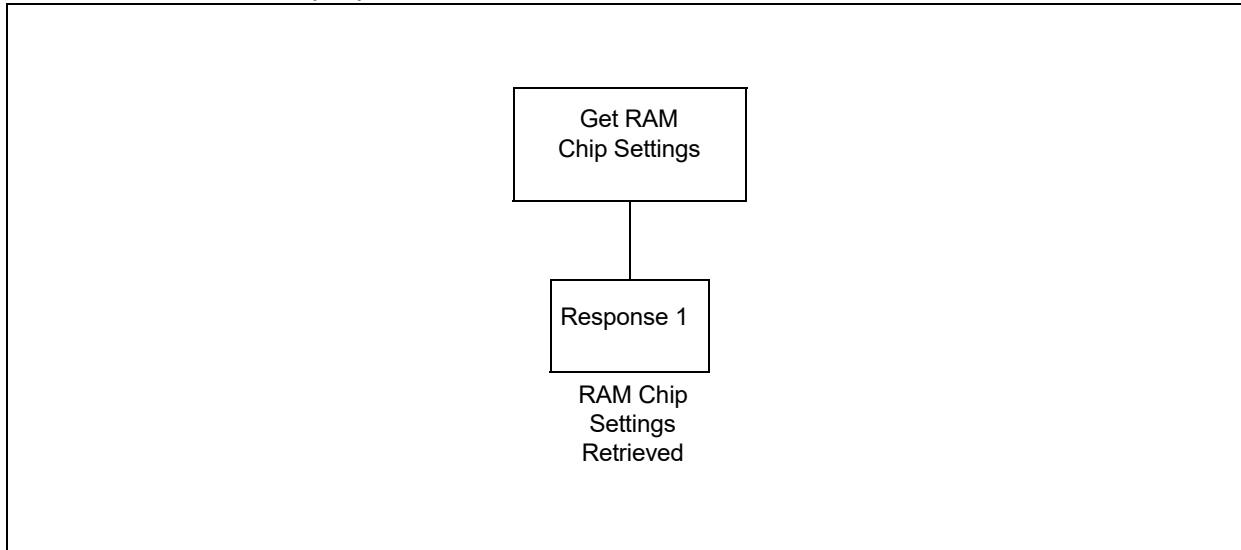 Get RAM
Chip Settings
Response 1
RAM Chip
Settings
Retrieved